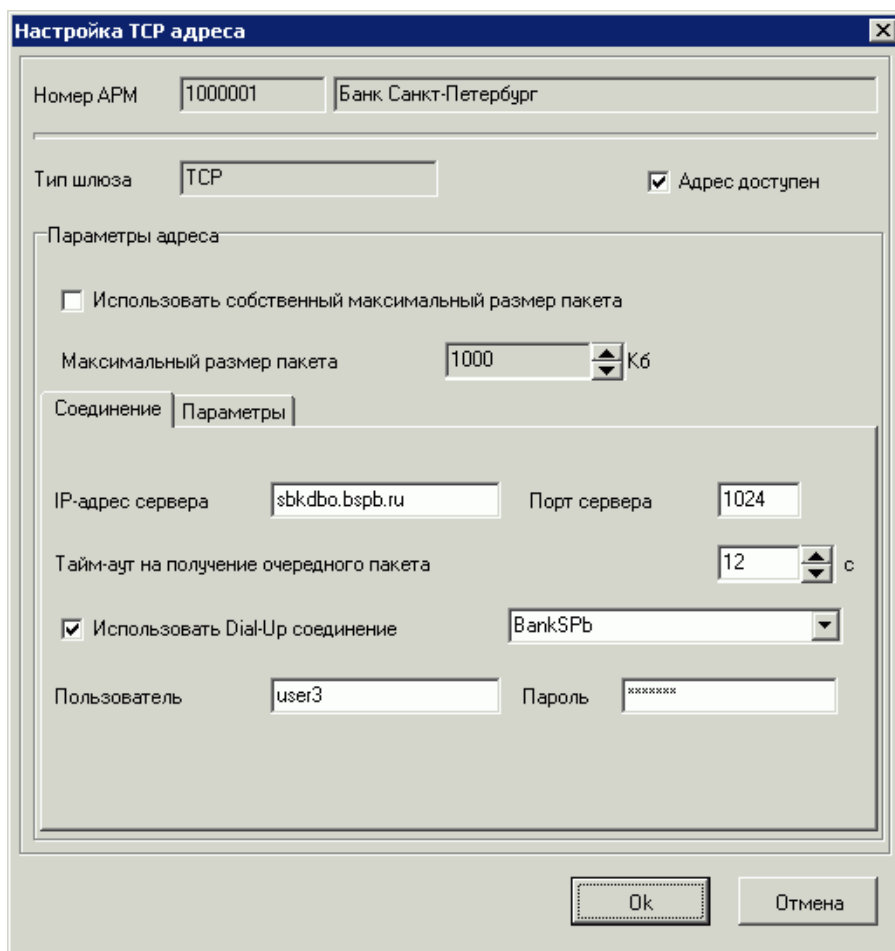 Настройка TCP адреса
Номер АРМ 1000001 Банк Санкт-Петербург
Тип шлюза TCP Адрес доступен
Параметры адреса
Использовать собственный максимальный размер пакета
Максимальный размер пакета 1000 Кб
Соединение Параметры
IP-адрес сервера sbkdbo.bspb.ru Порт сервера 1024
Тайм-аут на получение очередного пакета 12 с
Использовать Dial-Up соединение BankSPb
Пользователь user3 Пароль *******
Ok Отмена